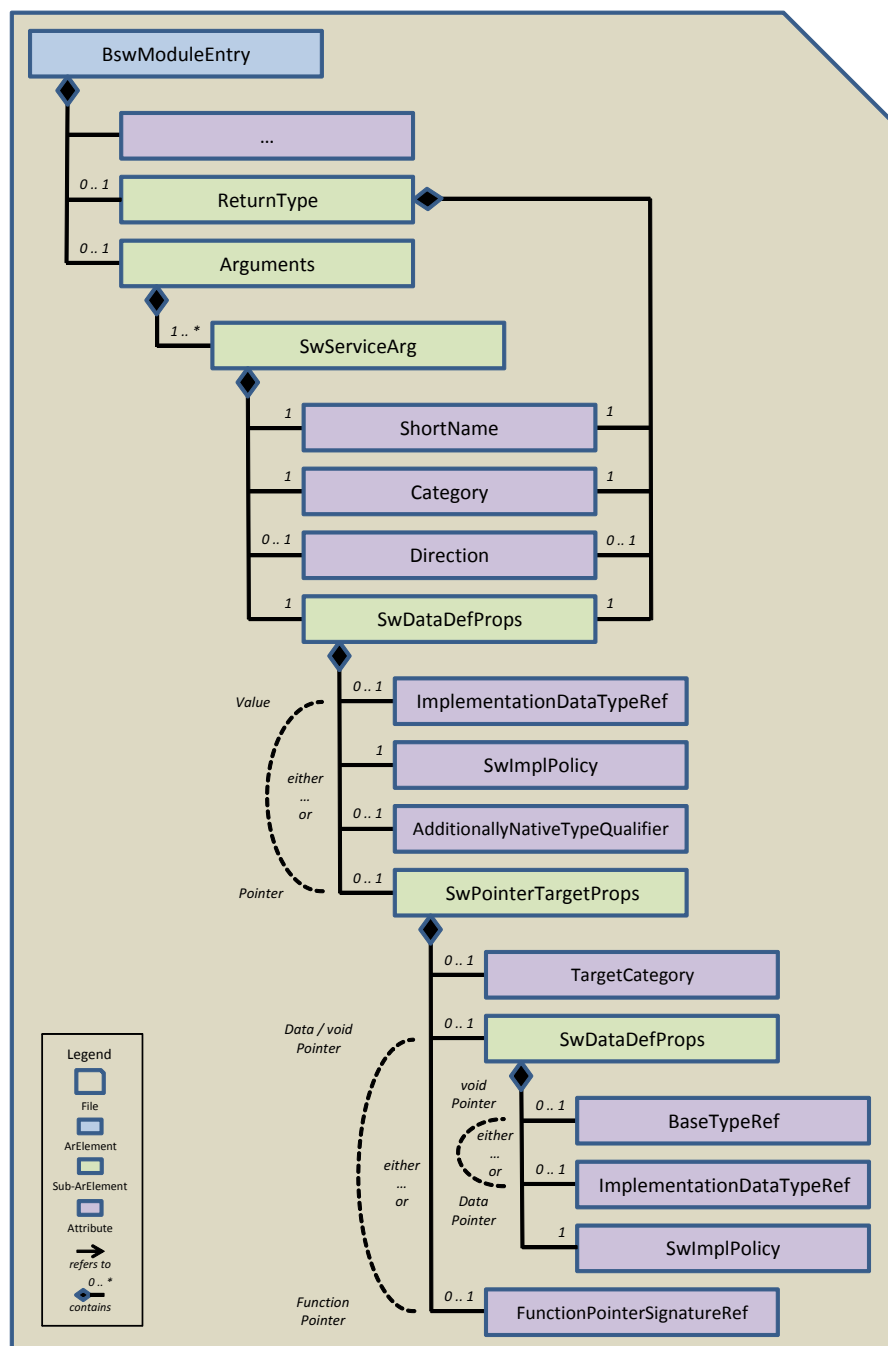 BswModuleEntry
...
0 .. 1
ReturnType
0 .. 1
Arguments
1 .. *
SwServiceArg
1
ShortName
1
1
Category
1
0 .. 1
Direction
0 .. 1
1
SwDataDefProps
1
Value
0 .. 1
ImplementationDataTypeRef
1
SwImplPolicy
either
...
or
0 .. 1
AdditionallyNativeTypeQualifier
Pointer
0 .. 1
SwPointerTargetProps
0 .. 1
TargetCategory
Data / void
Pointer
0 .. 1
SwDataDefProps
void
Pointer
0 .. 1
BaseTypeRef
either
...
or
0 .. 1
ImplementationDataTypeRef
Data
Pointer
1
SwImplPolicy
either
...
or
Function
Pointer
0 .. 1
FunctionPointerSignatureRef
Legend
File
ArElement
Sub-ArElement
Attribute
refers to
0 .. *
contains